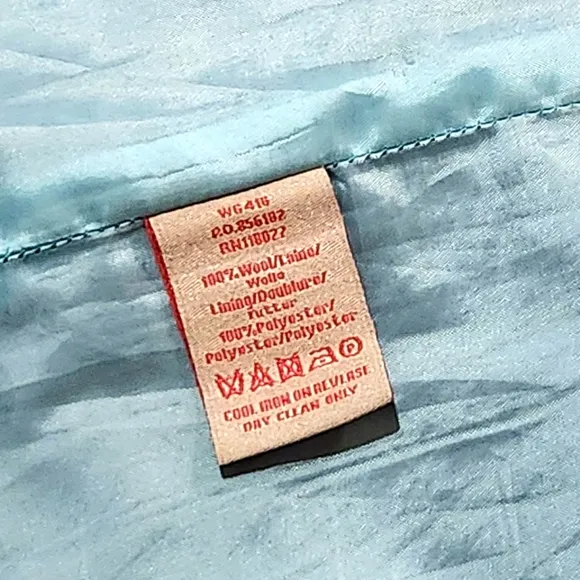 WG416
P.O.856182
RN118027
100%Wool/Laine/
Wolle
Lining/Doublure/
Futter
100%Polyester/
Polyester/Polyester
COOL IRON ON REVERSE
DRY CLEAN ONLY